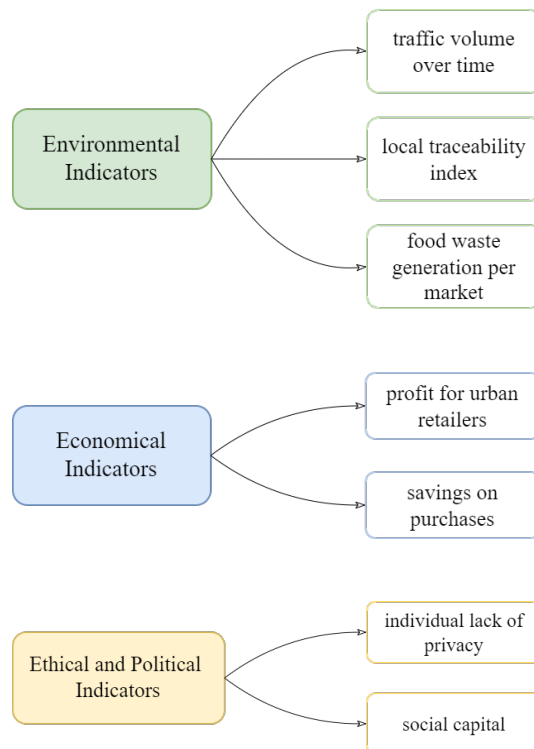 traffic volume
over time
Environmental
Indicators
local traceability
index
food waste
generation per
market
Economical
Indicators
profit for urban
retailers
savings on
purchases
Ethical and Political
Indicators
individual lack of
privacy
social capital